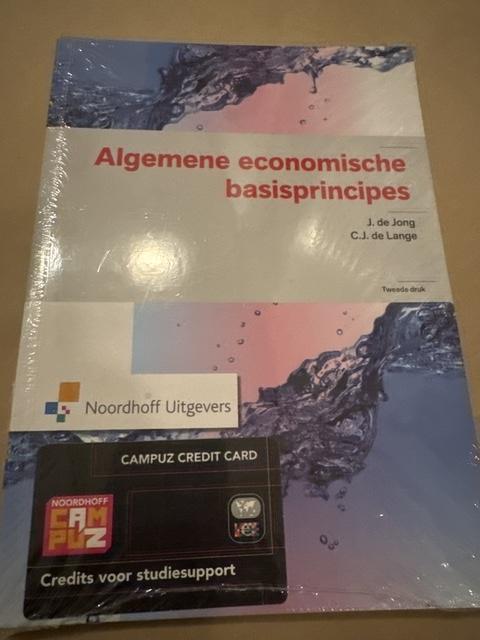 Algemene economische
basisprincipes
J. de Jong
C.J. de Lange
Tweede druk
Noordhoff Uitgevers
CAMPUZ CREDIT CARD
NOORDHOFF
CAM
PUZ
Credits voor studiesupport